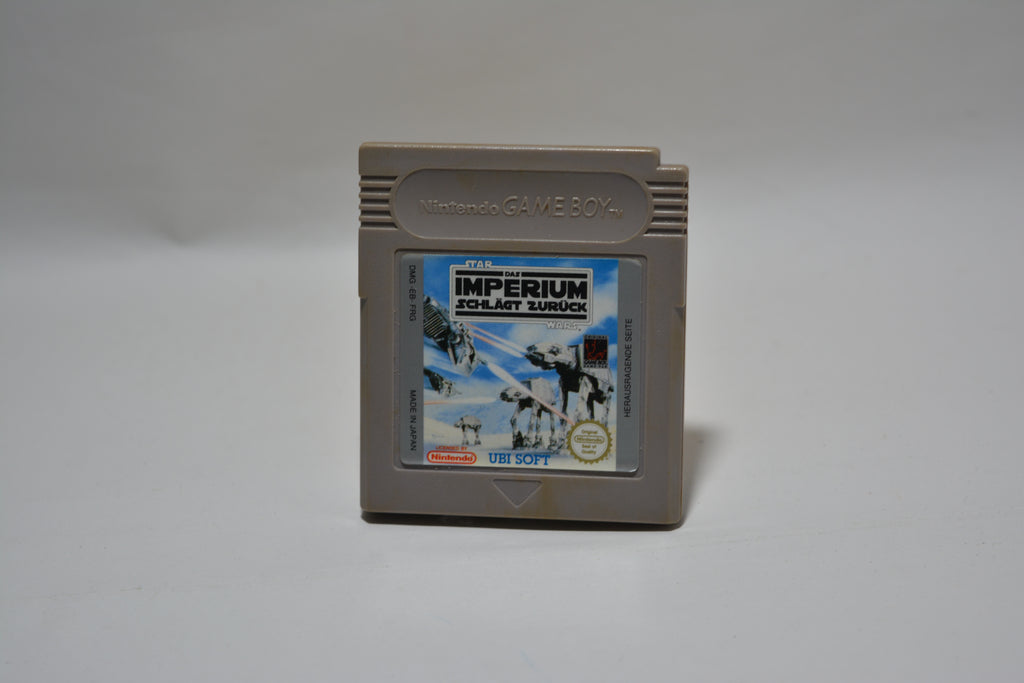 Nintendo GAME BOY TM
STAR
DAS
IMPERIUM
SCHLÄGT ZURÜCK
WARS
DMG-EB-FRG
MADE IN JAPAN
HERAUSRAGENDE SEITE
LICENSED BY
Nintendo
UBI SOFT
Original
Nintendo
Seal of
Quality